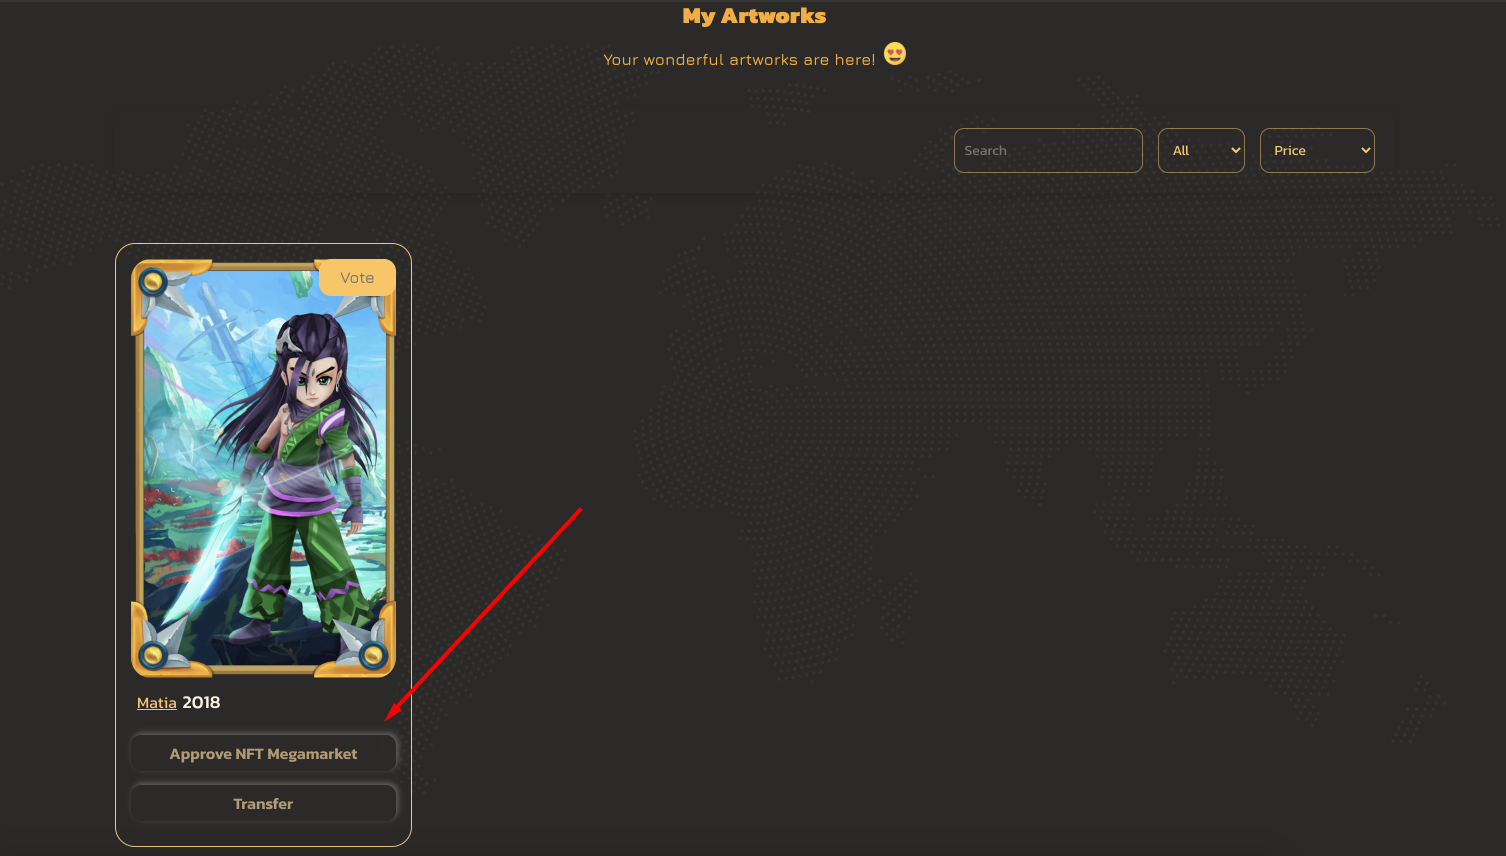 My Artworks
Your wonderful artworks are here! 😍
Search
All
Price
Vote
Matia 2018
Approve NFT Megamarket
Transfer